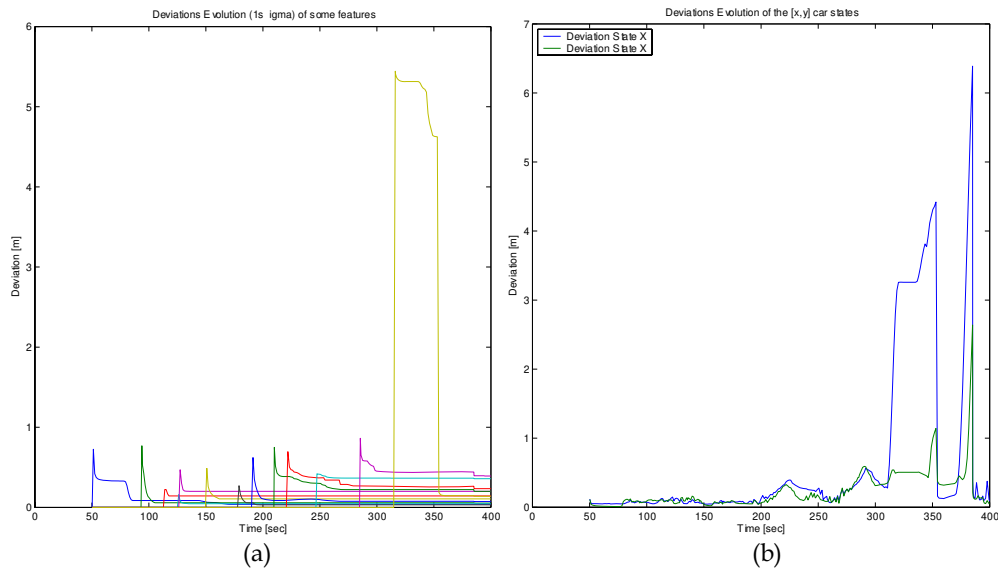 Deviations Evolution (1s igma) of some features
6
5
4
3
2
1
0
Deviation [m]
0 50 100 150 200 250 300 350 400
Time [sec]
(a)
Deviations Evolution of the [x,y] car states
Deviation State X
Deviation State X
7
6
5
4
3
2
1
0
Deviation [m]
0 50 100 150 200 250 300 350 400
Time [sec]
(b)